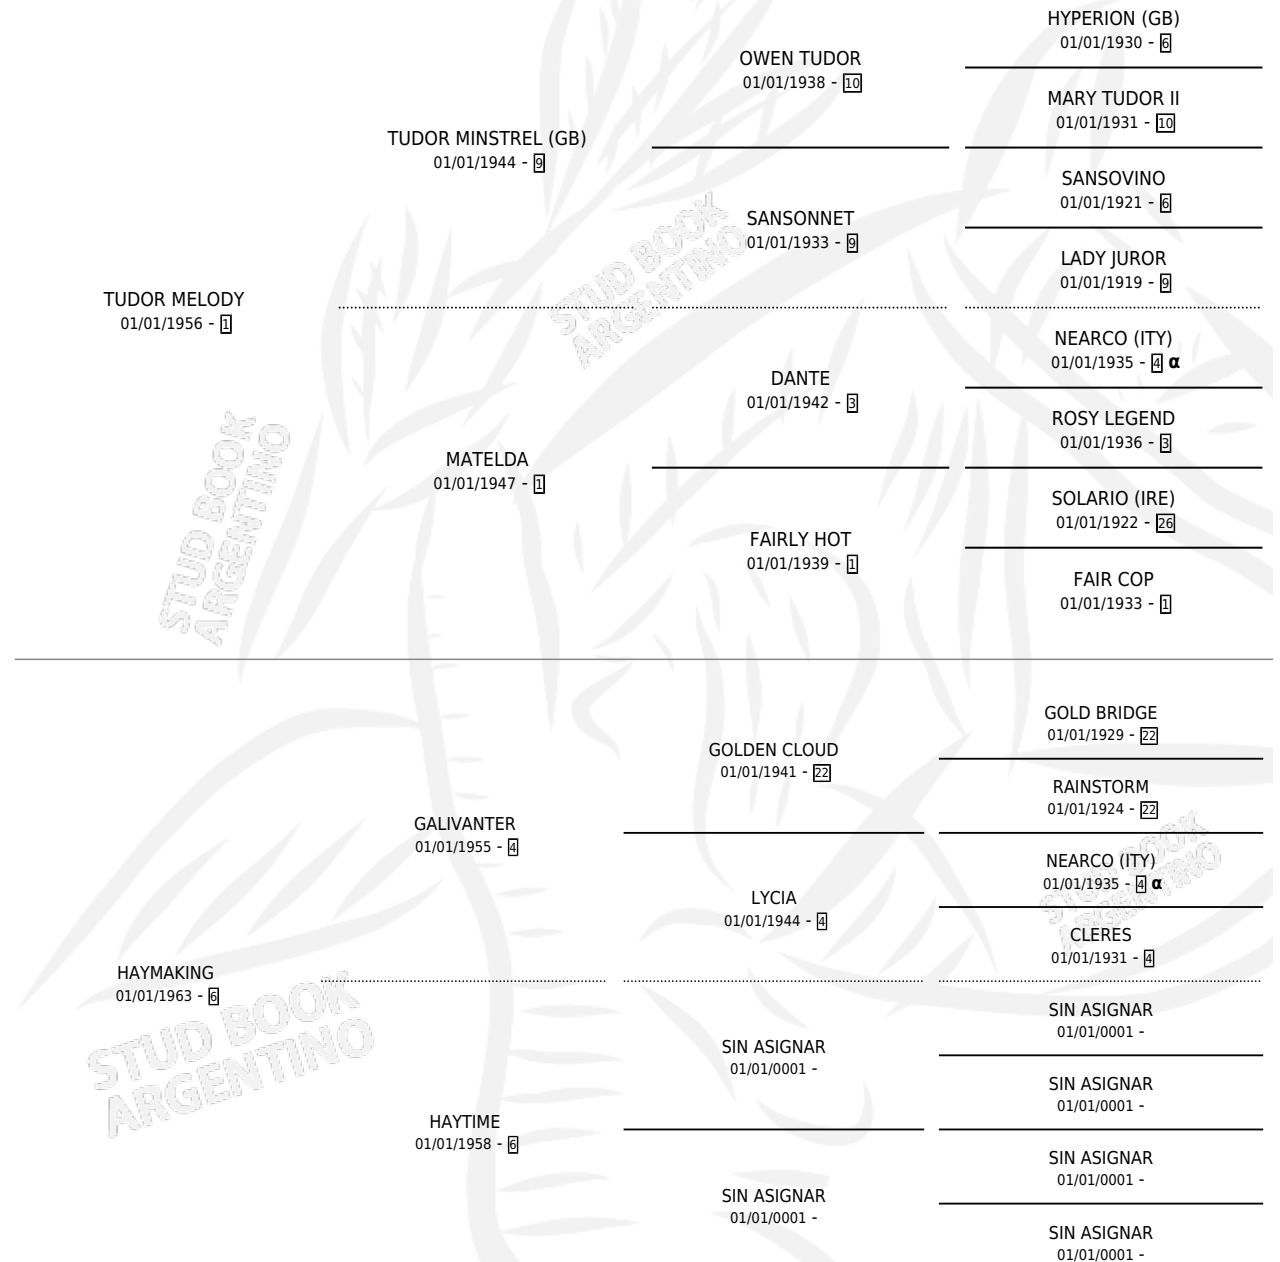 HYPERION (GB)
01/01/1930 - 6
OWEN TUDOR
01/01/1938 - 10
MARY TUDOR II
01/01/1931 - 10
TUDOR MINSTREL (GB)
01/01/1944 - 9
SANSOVINO
01/01/1921 - 6
SANSONNET
01/01/1933 - 9
LADY JUROR
01/01/1919 - 9
TUDOR MELODY
01/01/1956 - 1
NEARCO (ITY)
01/01/1935 - 4 α
DANTE
01/01/1942 - 3
ROSY LEGEND
01/01/1936 - 3
MATELDA
01/01/1947 - 1
SOLARIO (IRE)
01/01/1922 - 26
FAIRLY HOT
01/01/1939 - 1
FAIR COP
01/01/1933 - 1
GOLD BRIDGE
01/01/1929 - 22
GOLDEN CLOUD
01/01/1941 - 22
RAINSTORM
01/01/1924 - 22
GALIVANTER
01/01/1955 - 4
NEARCO (ITY)
01/01/1935 - 4 α
LYCIA
01/01/1944 - 4
CLERES
01/01/1931 - 4
HAYMAKING
01/01/1963 - 6
SIN ASIGNAR
01/01/0001 -
SIN ASIGNAR
01/01/0001 -
SIN ASIGNAR
01/01/0001 -
HAYTIME
01/01/1958 - 6
SIN ASIGNAR
01/01/0001 -
SIN ASIGNAR
01/01/0001 -
SIN ASIGNAR
01/01/0001 -
STUD BOOK
ARGENTINO
STUD BOOK
ARGENTINO
STUD BOOK
ARGENTINO
STUD BOOK
ARGENTINO